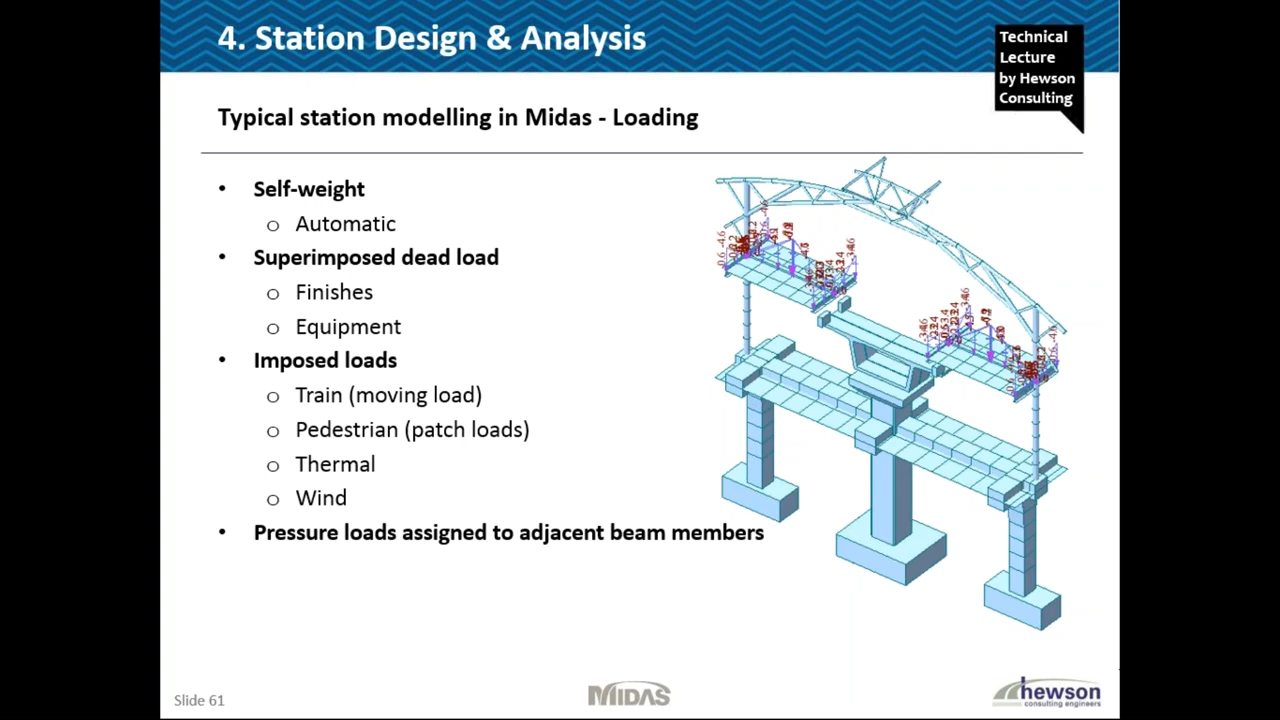 4. Station Design & Analysis
Technical
Lecture
by Hewson
Consulting
Typical station modelling in Midas - Loading
• Self-weight
o Automatic
• Superimposed dead load
o Finishes
o Equipment
• Imposed loads
o Train (moving load)
o Pedestrian (patch loads)
o Thermal
o Wind
• Pressure loads assigned to adjacent beam members
Slide 61
MIDAS
hewson
consulting engineers